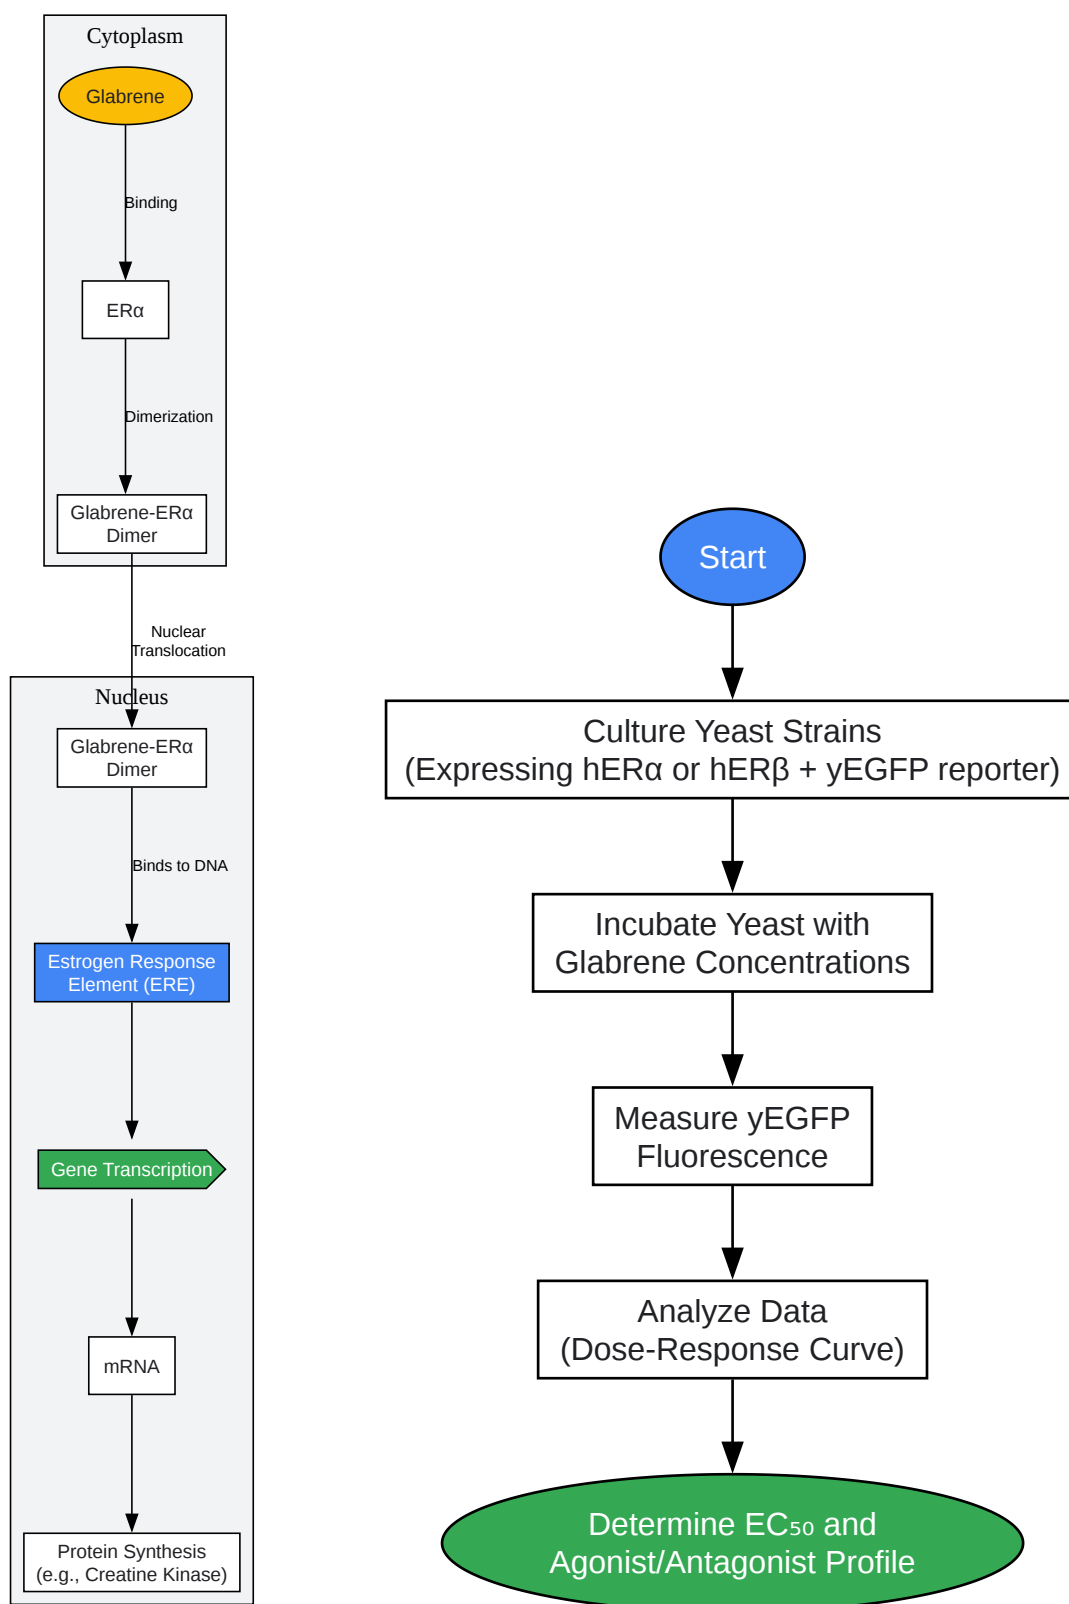 Cytoplasm
Glabrene
Binding
ERα
Dimerization
Glabrene-ERα
Dimer
Nuclear
Translocation
Nucleus
Glabrene-ERα
Dimer
Binds to DNA
Estrogen Response
Element (ERE)
Gene Transcription
mRNA
Protein Synthesis
(e.g., Creatine Kinase)
Start
Culture Yeast Strains
(Expressing hERα or hERβ + yEGFP reporter)
Incubate Yeast with
Glabrene Concentrations
Measure yEGFP
Fluorescence
Analyze Data
(Dose-Response Curve)
Determine EC₅₀ and
Agonist/Antagonist Profile